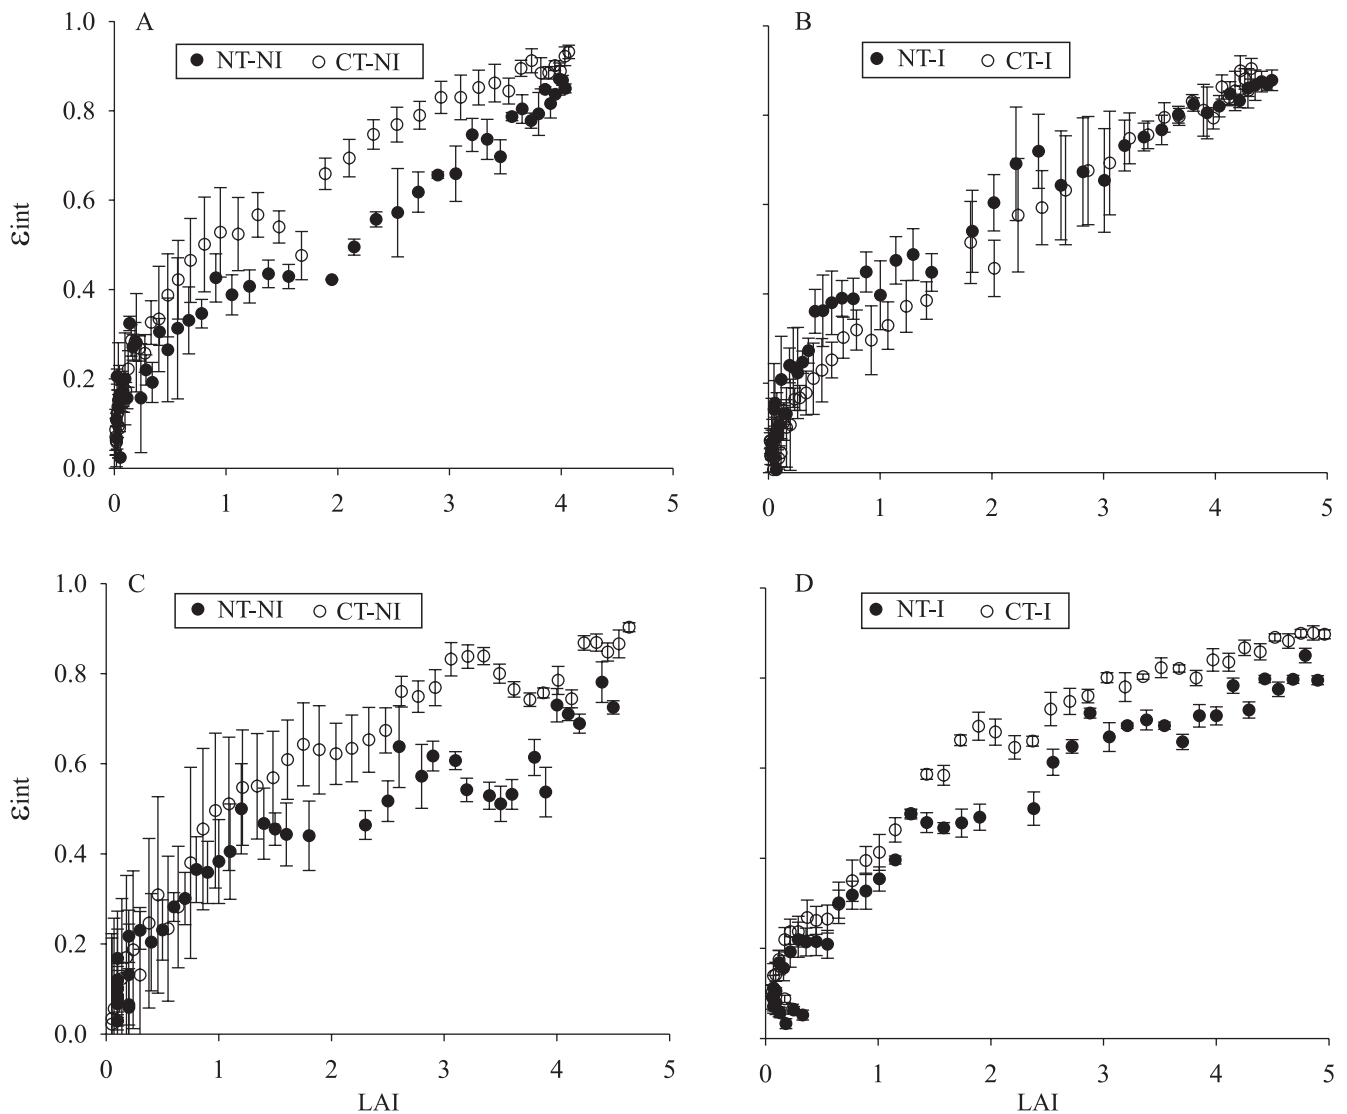 A
B
NT-NI CT-NI
NT-I CT-I
1.0
0.8
0.6
0.4
0.2
0.0
εint
0 1 2 3 4 5
0 1 2 3 4 5
C
D
NT-NI CT-NI
NT-I CT-I
1.0
0.8
0.6
0.4
0.2
0.0
εint
0 1 2 3 4 5
0 1 2 3 4 5
LAI
LAI